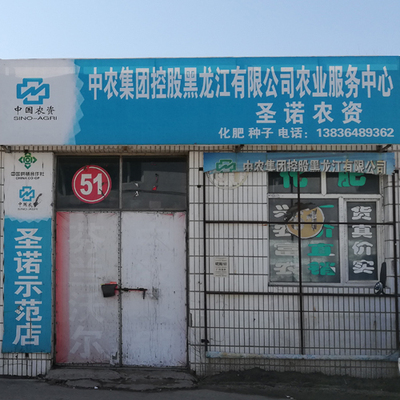 中农集团控股黑龙江有限公司农业服务中心
中国农资
SINO-AGRI
圣诺农资
化肥 种子 电话: 13836489362
中农集团控股黑龙江有限公司
51
化肥
货真价实
圣诺示范店